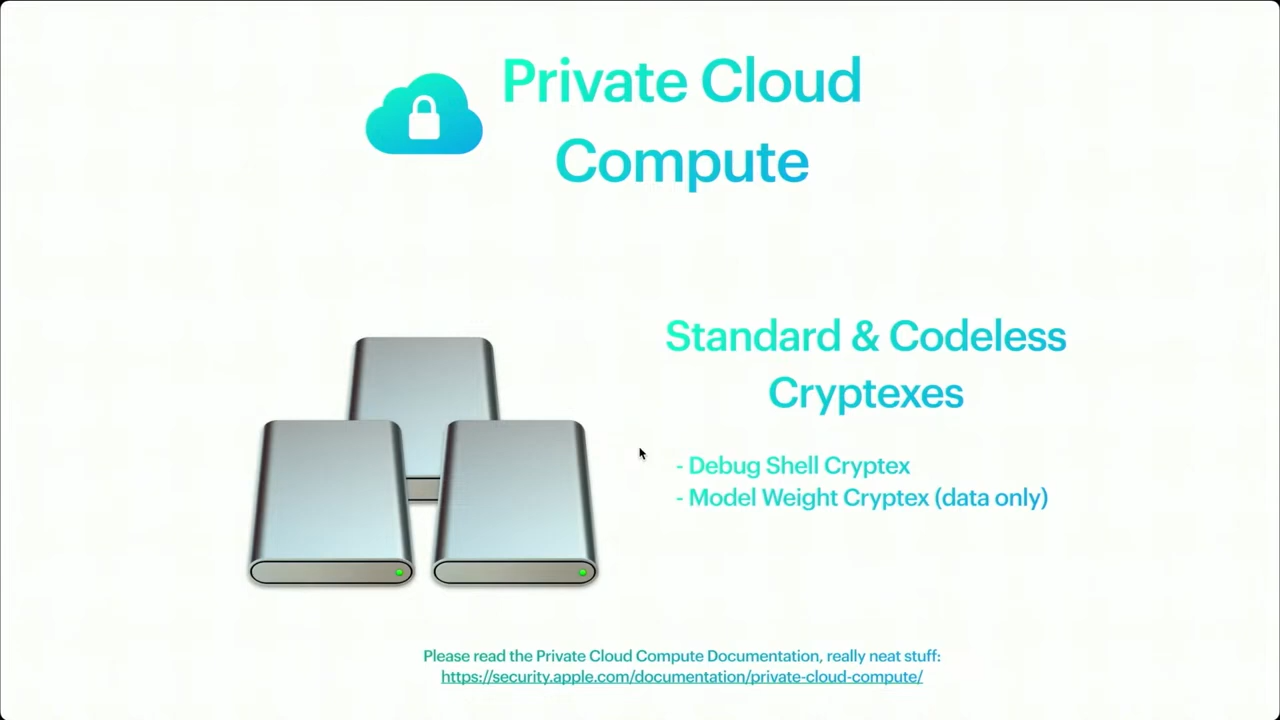 Private Cloud
Compute
Standard & Codeless
Cryptexes
- Debug Shell Cryptex
- Model Weight Cryptex (data only)
Please read the Private Cloud Compute Documentation, really neat stuff:
https://security.apple.com/documentation/private-cloud-compute/